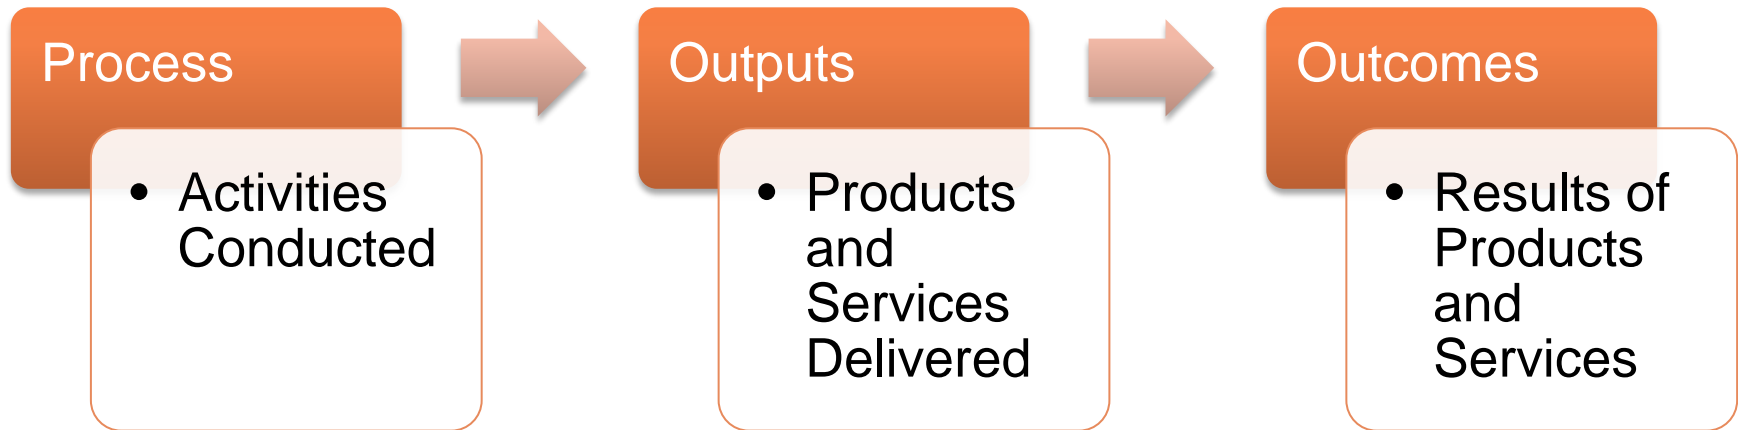 Process
• Activities
Conducted
Outputs
• Products
and
Services
Delivered
Outcomes
• Results of
Products
and
Services